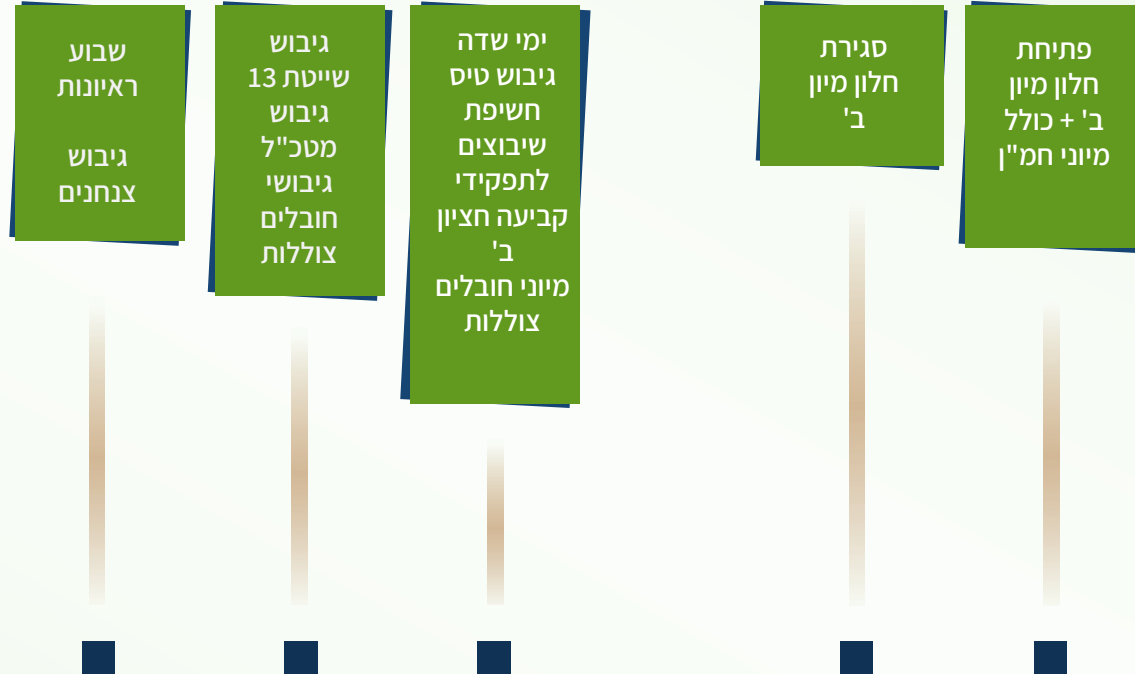 פתיחת
חלון מיון
ב' + כולל
מיוני חמ"ן
סגירת
חלון מיון
ב'
ימי שדה
גיבוש טיס
חשיפת
שיבוצים
לתפקידי
קביעה חציון
ב'
מיוני חובלים
צוללות
גיבוש
שייטת 13
גיבוש
מטכ"ל
גיבושי
חובלים
צוללות
שבוע
ראיונות
גיבוש
צנחנים